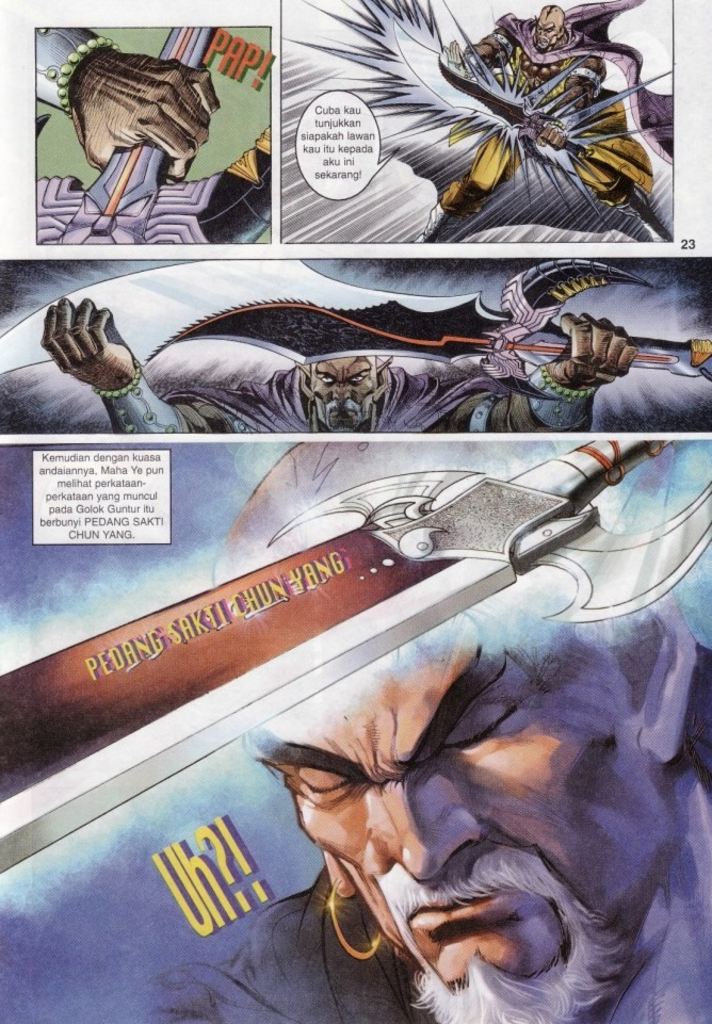 PAP!
Cuba kau
tunjukkan
siapakah lawan
kau itu kepada
aku ini
sekarang!
23
Kemudian dengan kuasa
andaiannya, Maha Ye pun
melihat perkataan-
perkataan yang muncul
pada Golok Guntur itu
berbunyi PEDANG SAKTI
CHUN YANG.
PEDANG SAKTI CHUN YANG
Uh?!